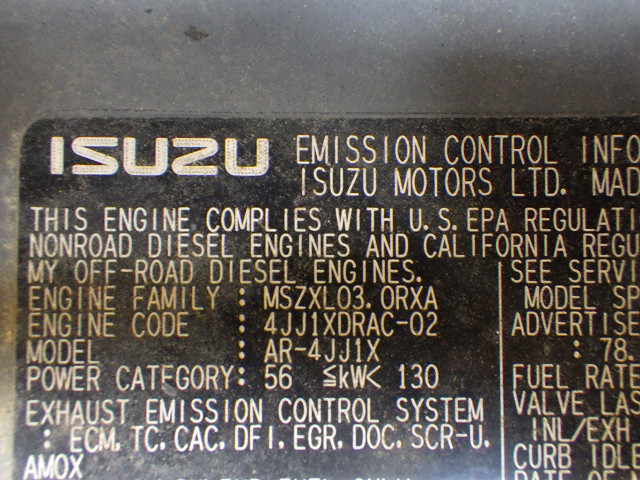 ISUZU EMISSION CONTROL INFO
ISUZU MOTORS LTD. MAD
THIS ENGINE COMPLIES WITH U.S.EPA REGULATI
NONROAD DIESEL ENGINES AND CALIFORNIA REGU
MY OFF-ROAD DIESEL ENGINES.
ENGINE FAMILY : MSZXL03.0RXA
ENGINE CODE : 4JJ1XDRAC-02
MODEL : AR-4JJ1X
POWER CATEGORY: 56 ≦kW< 130
EXHAUST EMISSION CONTROL SYSTEM
: ECM, TC, CAC, DFI, EGR, DOC, SCR-U,
AMOX
SEE SERVI
MODEL SP
ADVERTISE
: 78.
FUEL RATE
VALVE LAS
INL/EXH
CURB IDLE
DATE OF